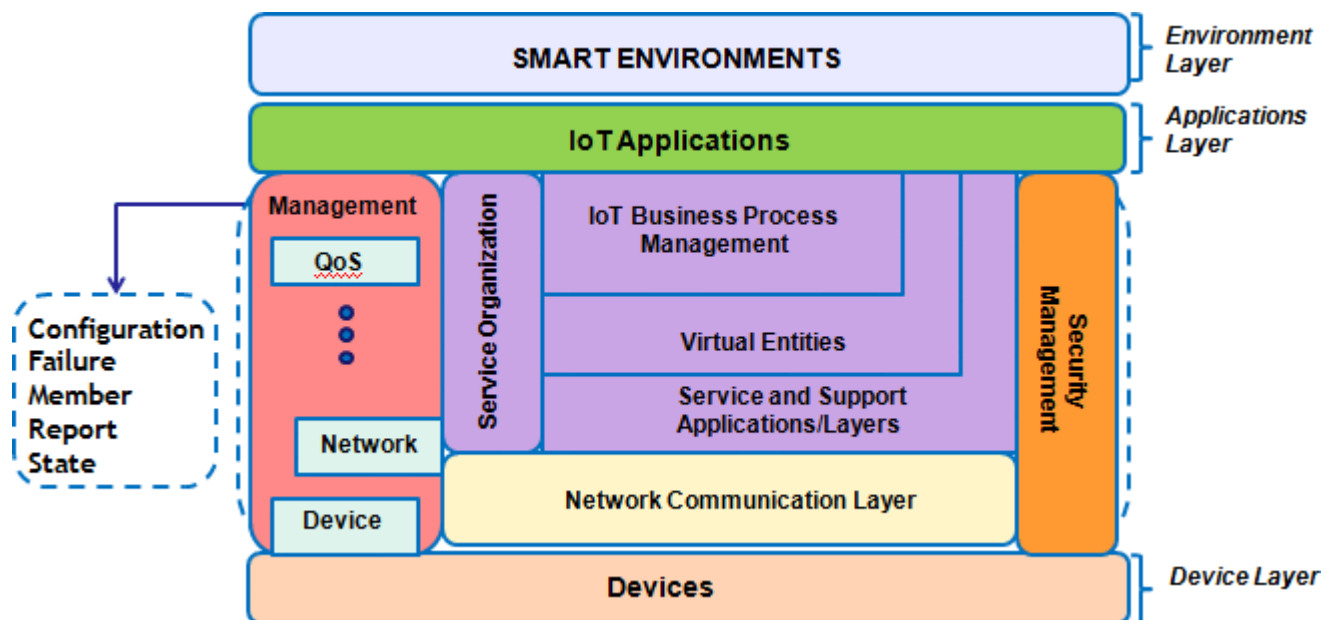 SMART ENVIRONMENTS
Environment
Layer
IoT Applications
Applications
Layer
Management
QoS
Network
Device
Configuration
Failure
Member
Report
State
Service Organization
IoT Business Process
Management
Virtual Entities
Service and Support
Applications/Layers
Network Communication Layer
Security
Management
Devices
Device Layer